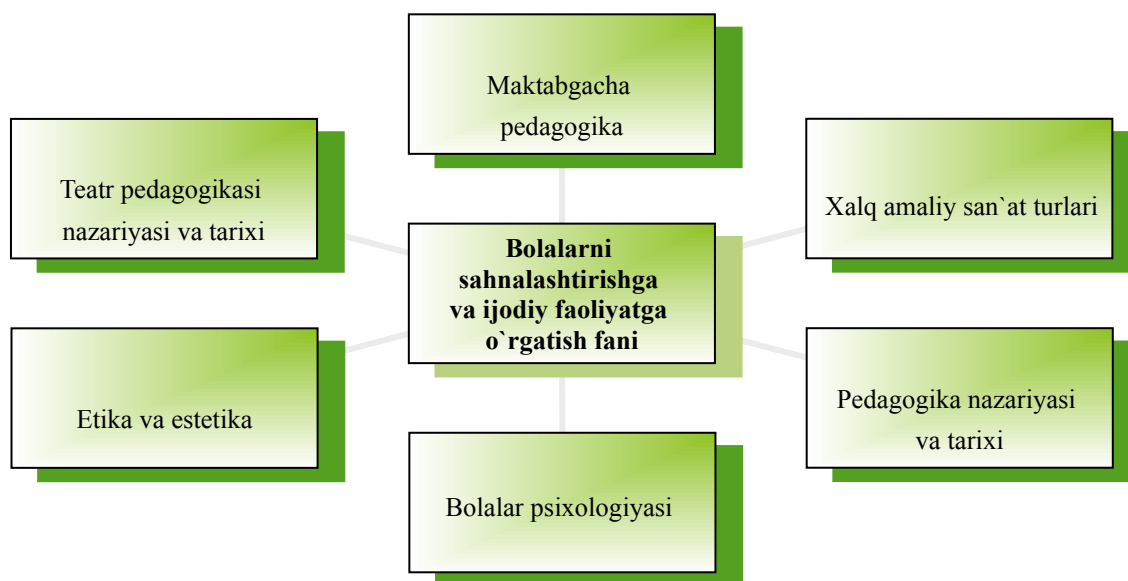 Maktabgacha
pedagogika
Teatr pedagogikasi
nazariyasi va tarixi
Xalq amaliy san`at turlari
Bolalarni
sahnalashtirishga
va ijodiy faoliyatga
o`rgatish fani
Etika va estetika
Pedagogika nazariyasi
va tarixi
Bolalar psixologiyasi